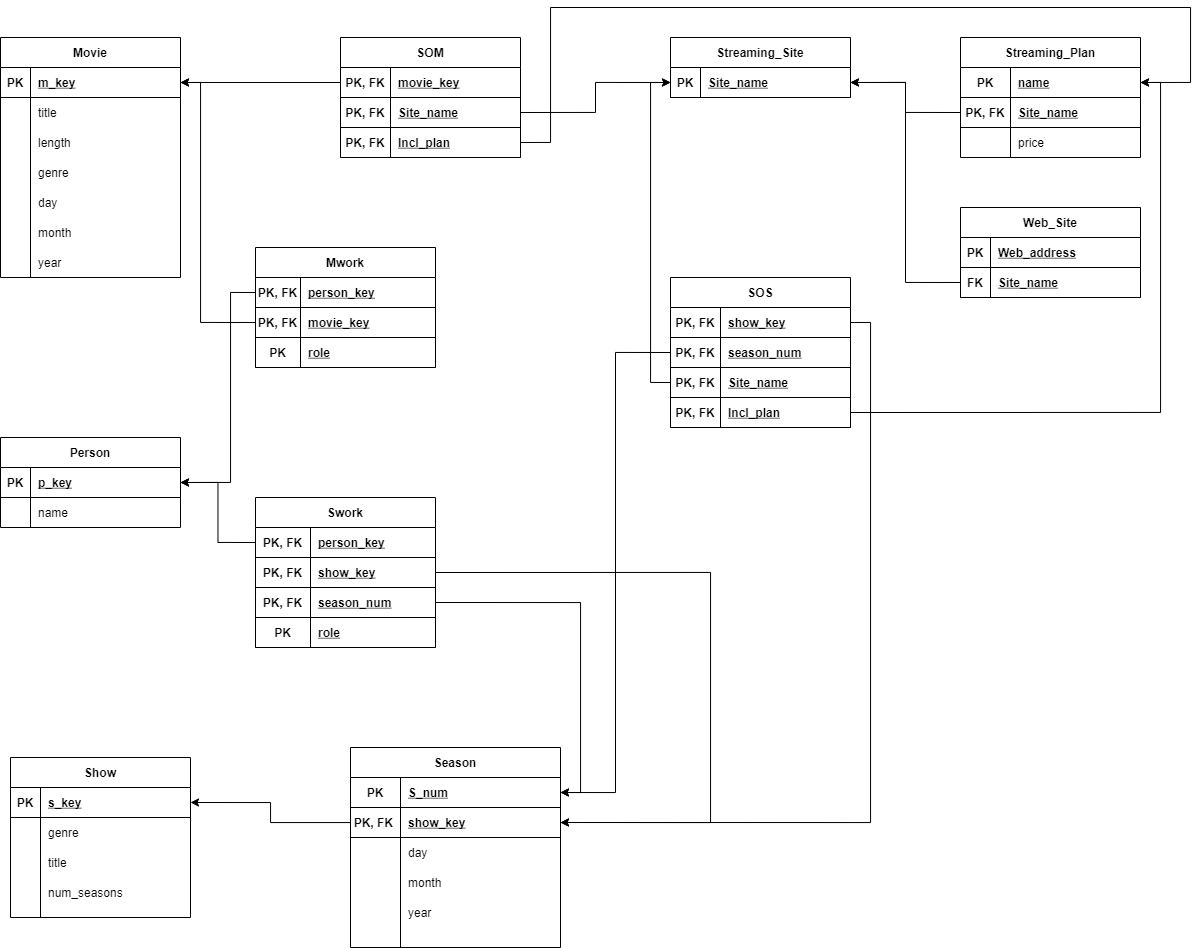 Movie
PK m_key
title
length
genre
day
month
year
SOM
PK, FK movie_key
PK, FK Site_name
PK, FK Incl_plan
Streaming_Site
PK Site_name
Streaming_Plan
PK name
PK, FK Site_name
price
Web_Site
PK Web_address
FK Site_name
Mwork
PK, FK person_key
PK, FK movie_key
PK role
SOS
PK, FK show_key
PK, FK season_num
PK, FK Site_name
PK, FK Incl_plan
Person
PK p_key
name
Swork
PK, FK person_key
PK, FK show_key
PK, FK season_num
PK role
Show
PK s_key
genre
title
num_seasons
Season
PK S_num
PK, FK show_key
day
month
year